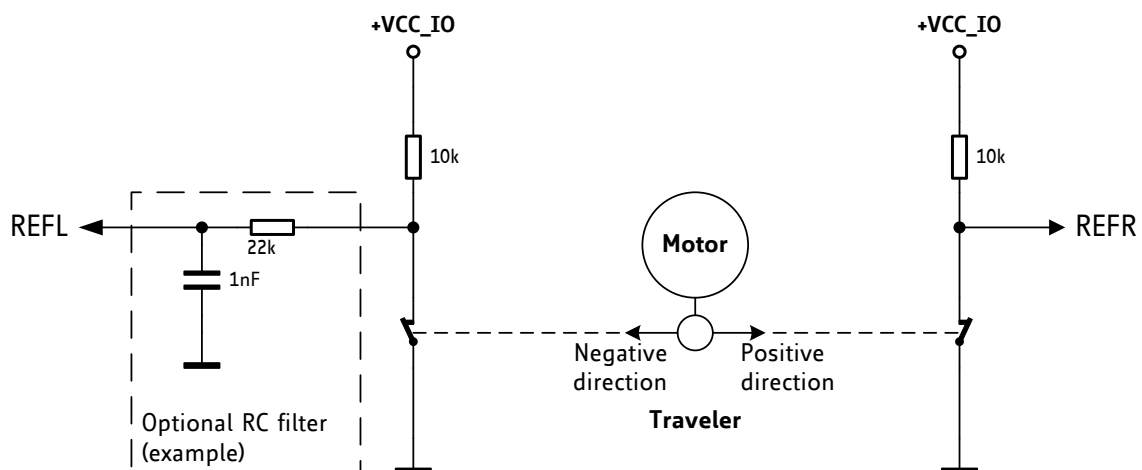 +VCC_IO
+VCC_IO
10k
10k
REFL
22k
1nF
Motor
REFR
Negative
direction
Positive
direction
Traveler
Optional RC filter
(example)